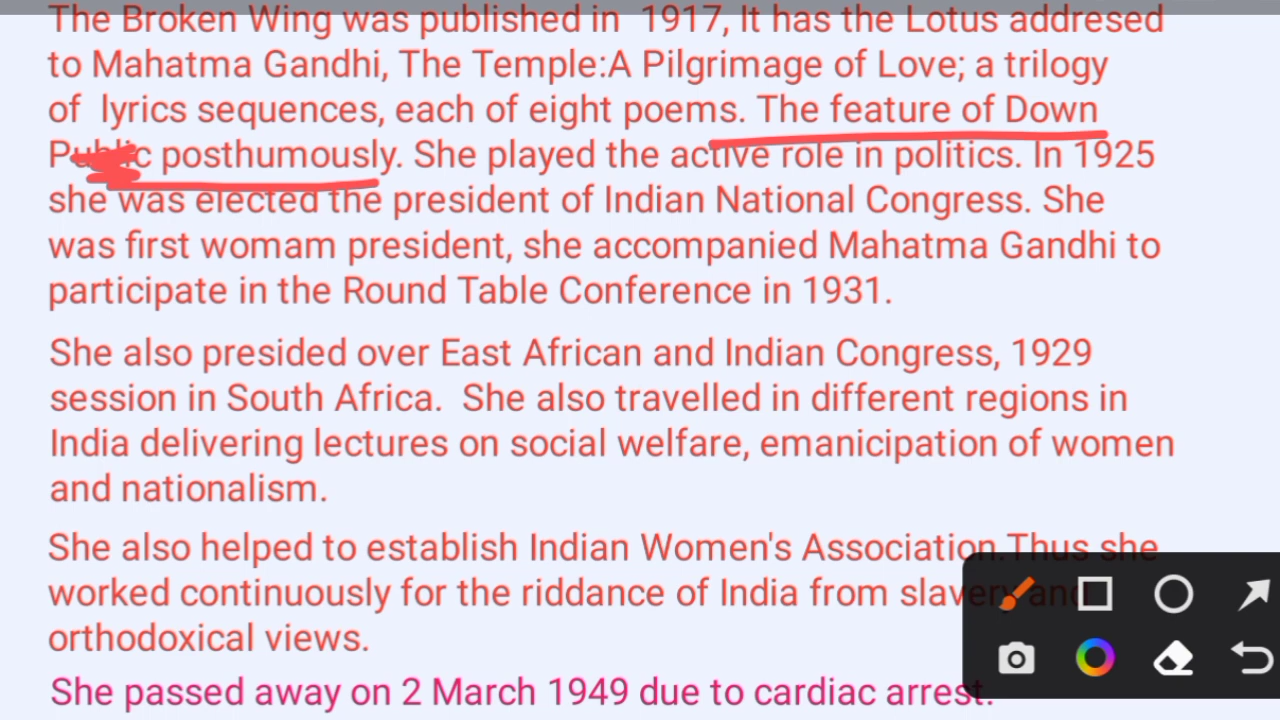 The Broken Wing was published in 1917, It has the Lotus addresed
to Mahatma Gandhi, The Temple:A Pilgrimage of Love; a trilogy
of lyrics sequences, each of eight poems. The feature of Down
Public posthumously. She played the active role in politics. In 1925
she was elected the president of Indian National Congress. She
was first womam president, she accompanied Mahatma Gandhi to
participate in the Round Table Conference in 1931.
She also presided over East African and Indian Congress, 1929
session in South Africa. She also travelled in different regions in
India delivering lectures on social welfare, emanicipation of women
and nationalism.
She also helped to establish Indian Women's Association.Thus she
worked continuously for the riddance of India from slavery and
orthodoxical views.
She passed away on 2 March 1949 due to cardiac arrest.